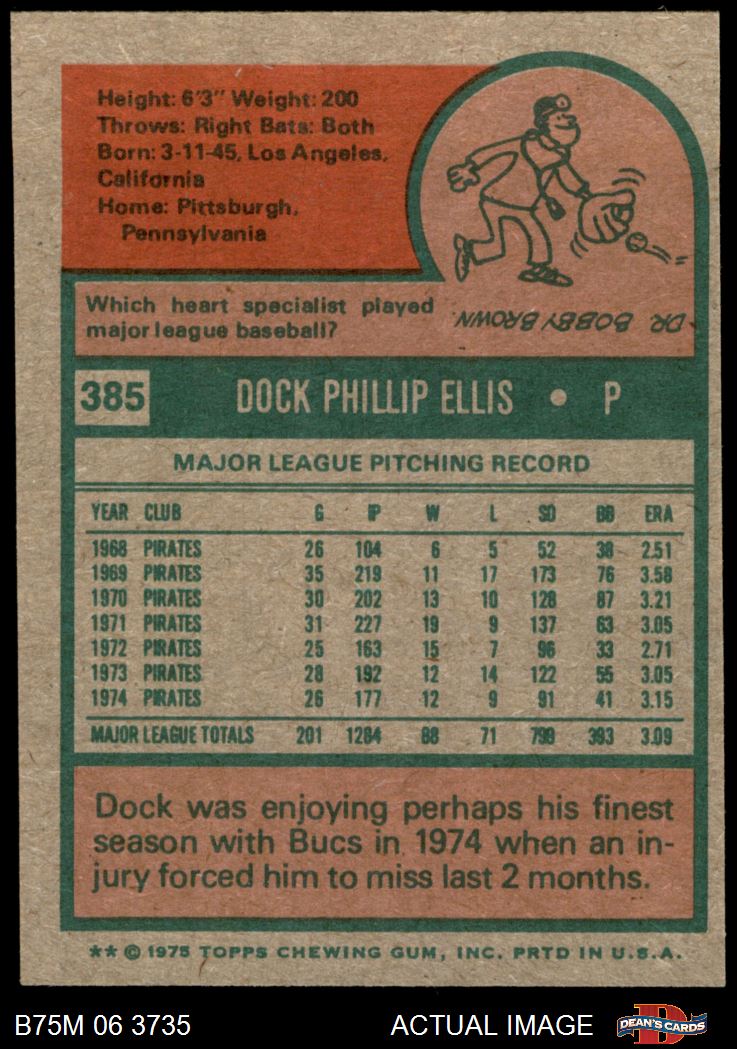 Height: 6'3" Weight: 200
Throws: Right Bats: Both
Born: 3-11-45, Los Angeles,
California
Home: Pittsburgh,
Pennsylvania
Which heart specialist played
major league baseball?
DR. BOBBY BROWN.
385 DOCK PHILLIP ELLIS • P
MAJOR LEAGUE PITCHING RECORD
YEAR CLUB G IP W L SO BB ERA
1968 PIRATES 26 104 6 5 52 38 2.51
1969 PIRATES 35 219 11 17 173 76 3.58
1970 PIRATES 30 202 13 10 128 87 3.21
1971 PIRATES 31 227 19 9 137 63 3.05
1972 PIRATES 25 163 15 7 96 33 2.71
1973 PIRATES 28 192 12 14 122 55 3.05
1974 PIRATES 26 177 12 9 91 41 3.15
MAJOR LEAGUE TOTALS 201 1284 88 71 799 393 3.09
Dock was enjoying perhaps his finest
season with Bucs in 1974 when an in-
jury forced him to miss last 2 months.
** © 1975 TOPPS CHEWING GUM, INC. PRTD IN U.S.A.
B75M 06 3735 ACTUAL IMAGE D DEAN'S CARDS